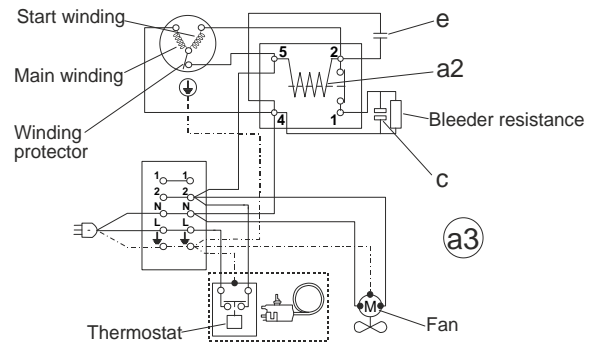 Start winding
Main winding
Winding
protector
5
2
4
1
e
a2
Bleeder resistance
c
a3
1 1
2 2
N N
L L
M
Fan
Thermostat